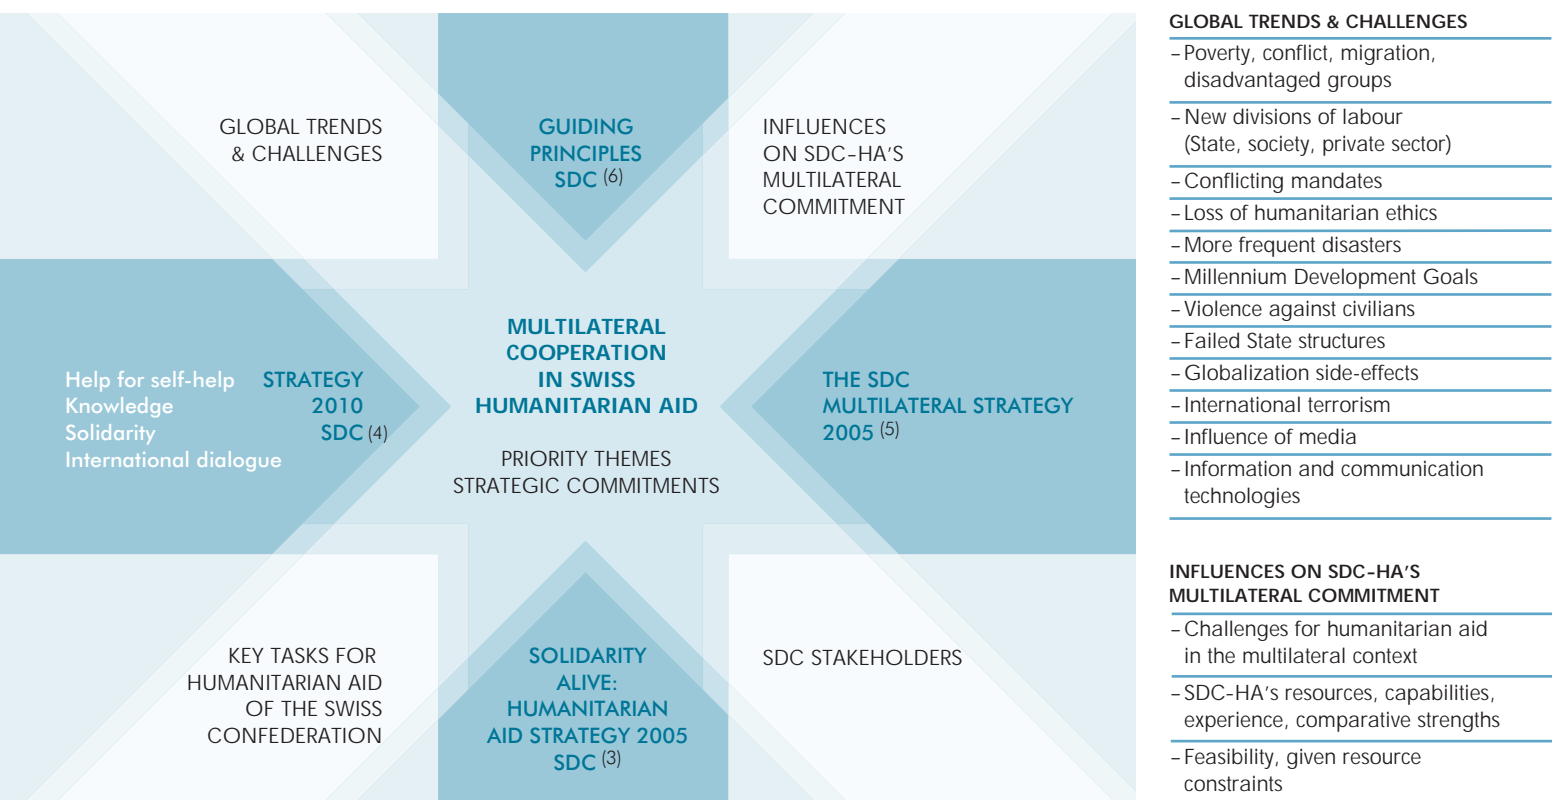 GLOBAL TRENDS
& CHALLENGES
GUIDING
PRINCIPLES
SDC (6)
INFLUENCES
ON SDC-HA'S
MULTILATERAL
COMMITMENT
Help for self-help
Knowledge
Solidarity
International dialogue
STRATEGY
2010
SDC (4)
MULTILATERAL
COOPERATION
IN SWISS
HUMANITARIAN AID
PRIORITY THEMES
STRATEGIC COMMITMENTS
THE SDC
MULTILATERAL STRATEGY
2005 (5)
KEY TASKS FOR
HUMANITARIAN AID
OF THE SWISS
CONFEDERATION
SOLIDARITY
ALIVE:
HUMANITARIAN
AID STRATEGY 2005
SDC (3)
SDC STAKEHOLDERS
GLOBAL TRENDS & CHALLENGES
– Poverty, conflict, migration,
disadvantaged groups
– New divisions of labour
(State, society, private sector)
– Conflicting mandates
– Loss of humanitarian ethics
– More frequent disasters
– Millennium Development Goals
– Violence against civilians
– Failed State structures
– Globalization side-effects
– International terrorism
– Influence of media
– Information and communication
technologies
INFLUENCES ON SDC-HA'S
MULTILATERAL COMMITMENT
– Challenges for humanitarian aid
in the multilateral context
– SDC-HA's resources, capabilities,
experience, comparative strengths
– Feasibility, given resource
constraints